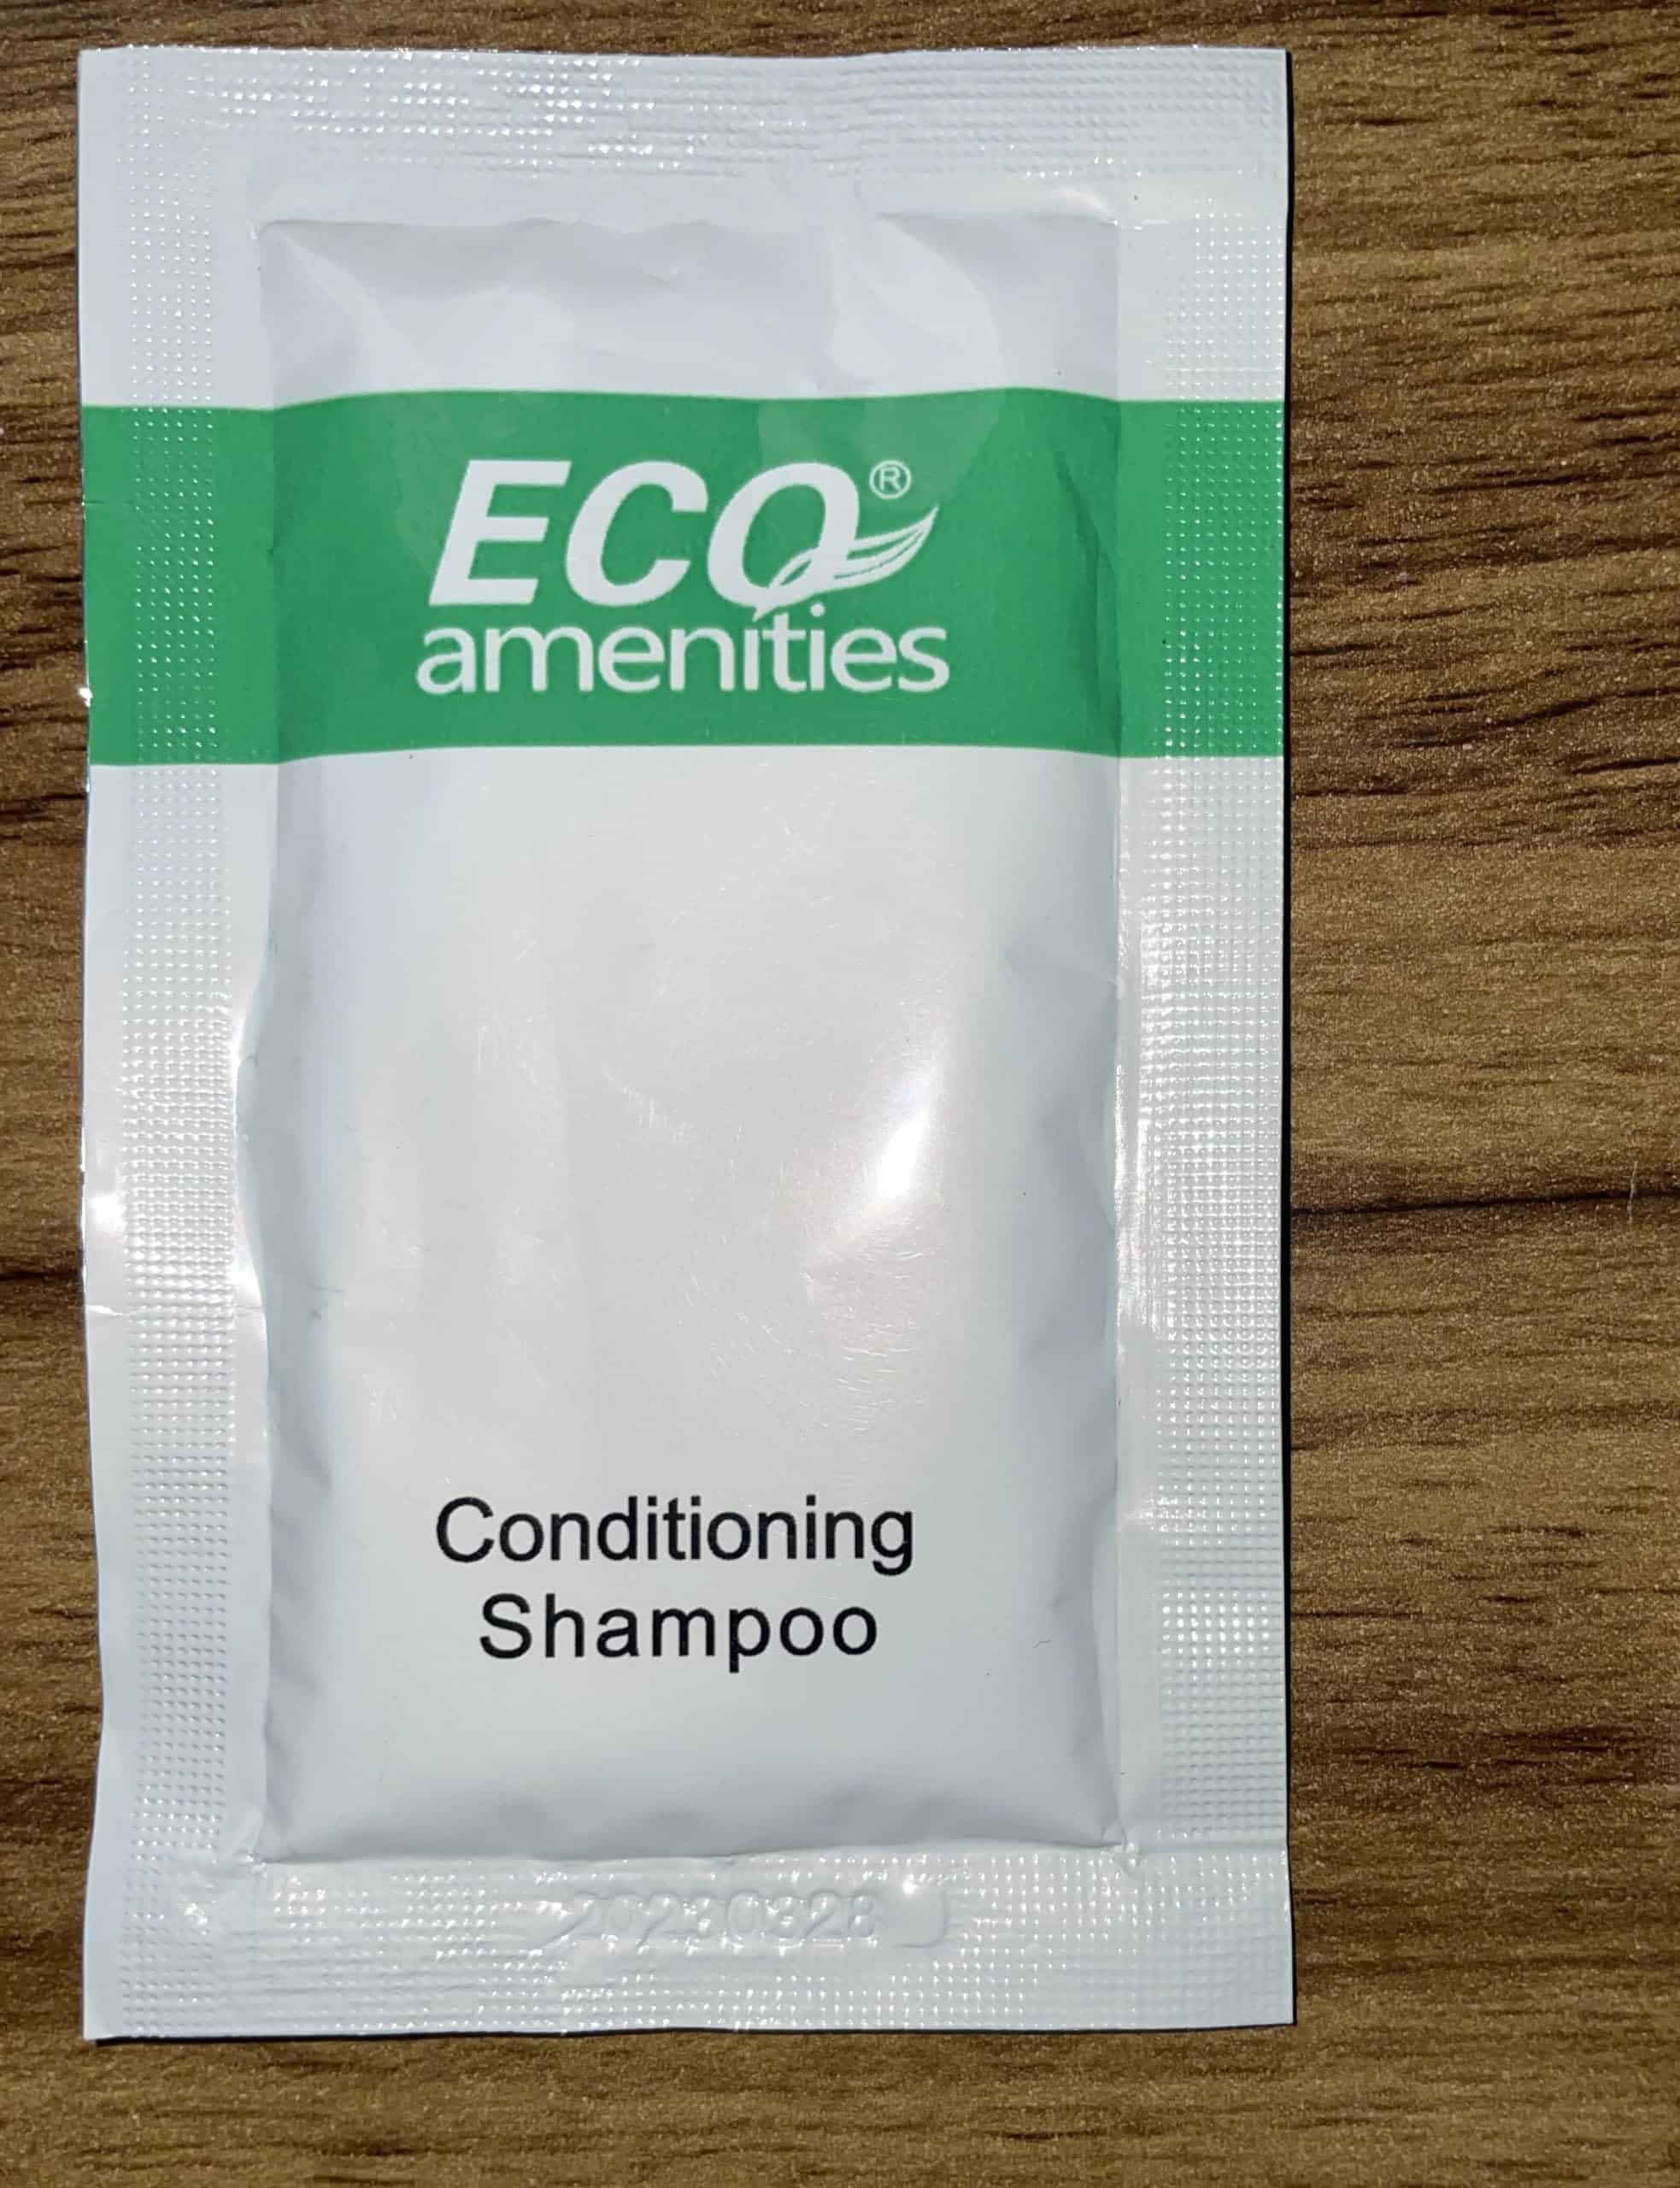 ECO®
amenities
Conditioning
Shampoo
20230328 J